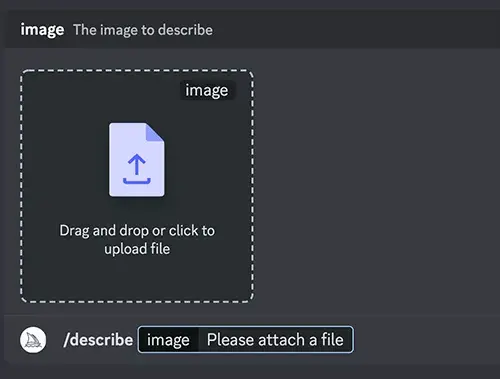 image The image to describe
image
Drag and drop or click to
upload file
/describe image Please attach a file